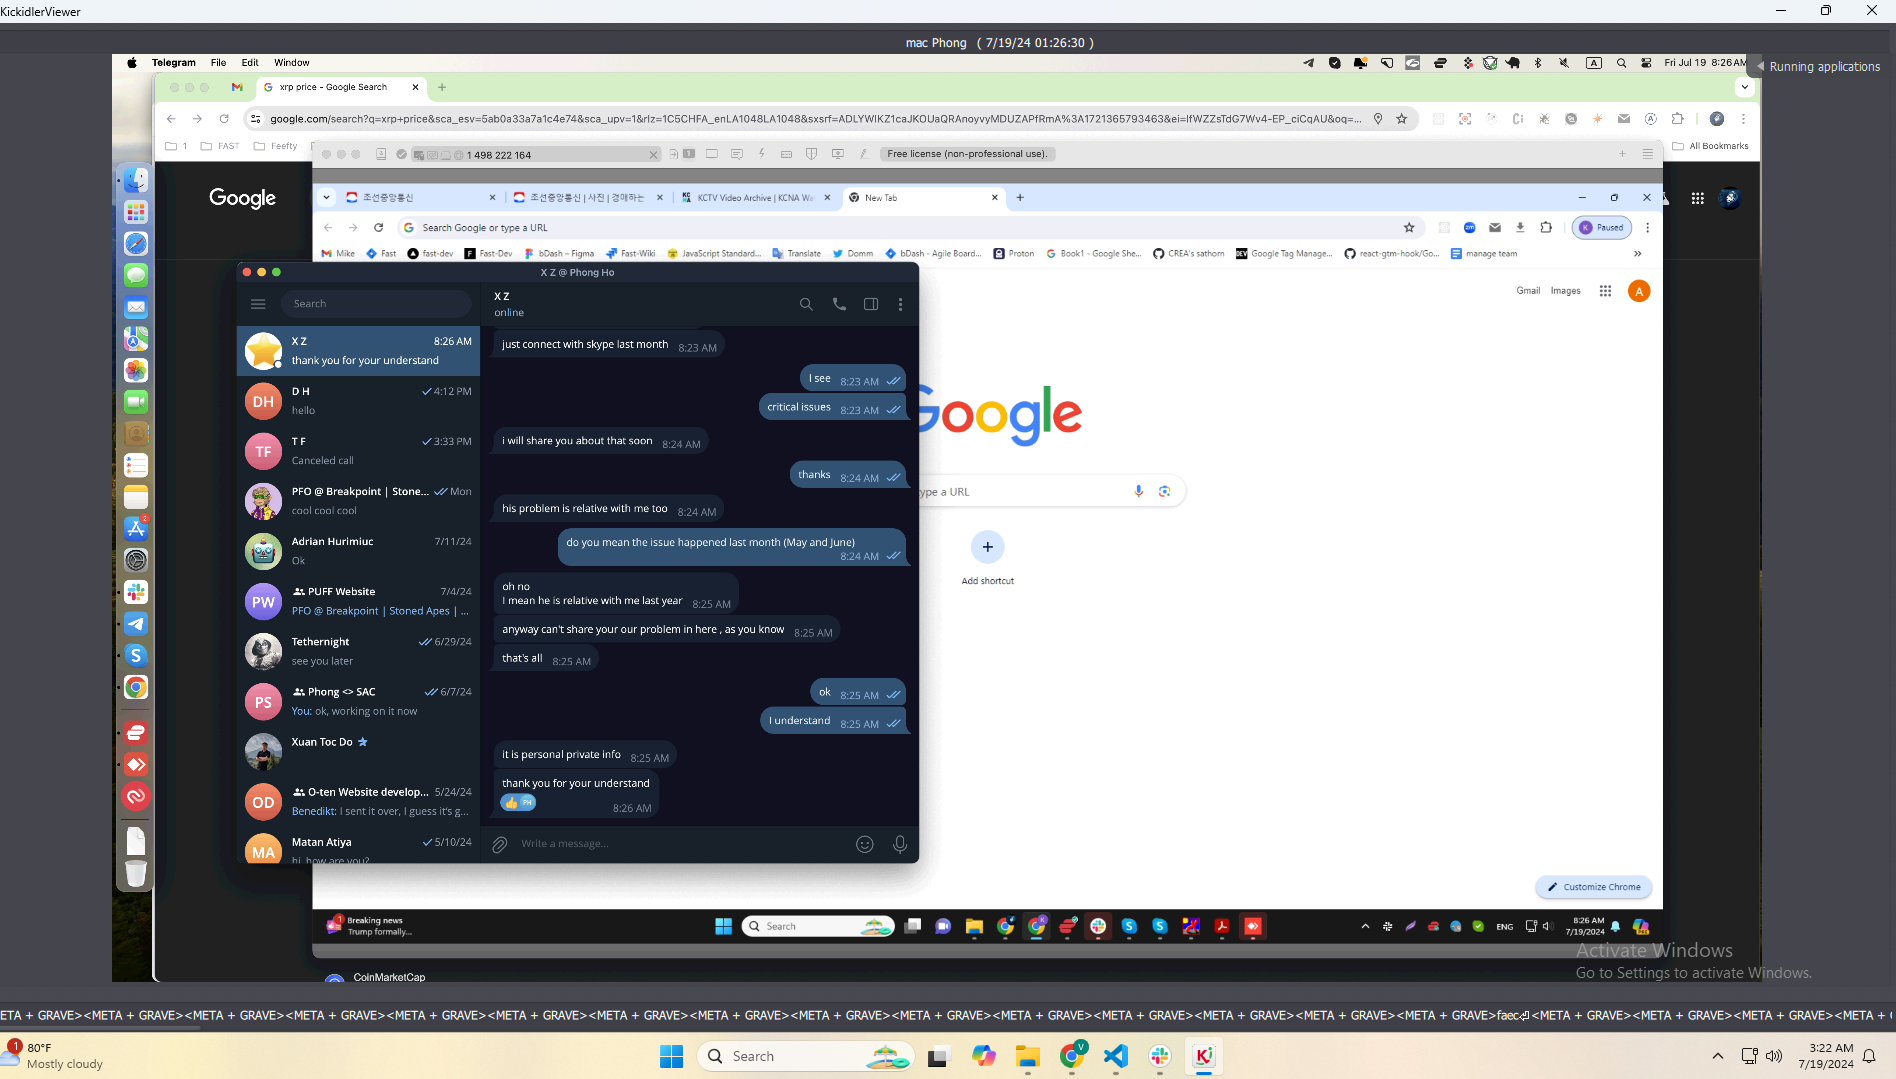 KickidlerViewer
mac Phong ( 7/19/24 01:26:30 )
Telegram File Edit Window
Fri Jul 19 8:26 AM
Running applications
xrp price - Google Search
google.com/search?q=xrp+price&sca_esv=5ab0a33a7a1c4e74&sca_upv=1&rlz=1C5CHFA_enLA1048LA1048&sxsrf=ADLYWIKZ1caJKOUaQRAnoyvyMDUZAPfRmA%3A1721365793463&ei=IfWZZsTdG7Wv4-EP_ciCqAU&oq=...
1 FAST Feefty
All Bookmarks
1 498 222 164
Free license (non-professional use).
Google
조선중앙통신
조선중앙통신 | 사진 | 경애하는
KCTV Video Archive | KCNA Wa
New Tab
Search Google or type a URL
K Paused
Mike Fast fast-dev Fast-Dev bDash – Figma Fast-Wiki JavaScript Standard... Translate Domm bDash - Agile Board... Proton Book1 - Google She... CREA's sathorn Google Tag Manage... react-gtm-hook/Go... manage team
Gmail Images A
Google
ype a URL
Add shortcut
Customize Chrome
X Z @ Phong Ho
Search
X Z 8:26 AM
thank you for your understand
DH
D H 4:12 PM
hello
TF
T F 3:33 PM
Canceled call
PFO @ Breakpoint | Stone... Mon
cool cool cool
Adrian Hurimiuc 7/11/24
Ok
PW
PUFF Website 7/4/24
PFO @ Breakpoint | Stoned Apes | ...
Tethernight 6/29/24
see you later
PS
Phong <> SAC 6/7/24
You: ok, working on it now
Xuan Toc Do
OD
O-ten Website develop... 5/24/24
Benedikt: I sent it over, I guess it's g...
MA
Matan Atiya 5/10/24
hi, how are you?
X Z
online
just connect with skype last month 8:23 AM
I see 8:23 AM
critical issues 8:23 AM
i will share you about that soon 8:24 AM
thanks 8:24 AM
his problem is relative with me too 8:24 AM
do you mean the issue happened last month (May and June)
8:24 AM
oh no
I mean he is relative with me last year 8:25 AM
anyway can't share your our problem in here , as you know 8:25 AM
that's all 8:25 AM
ok 8:25 AM
I understand 8:25 AM
it is personal private info 8:25 AM
thank you for your understand
PH
8:26 AM
Write a message...
Breaking news
Trump formally...
Search
ENG
8:26 AM
7/19/2024
Activate Windows
Go to Settings to activate Windows.
CoinMarketCap
ETA + GRAVE><META + GRAVE><META + GRAVE><META + GRAVE><META + GRAVE><META + GRAVE><META + GRAVE><META + GRAVE><META + GRAVE><META + GRAVE><META + GRAVE><META + GRAVE><META + GRAVE><META + GRAVE><META + GRAVE>faec<META + GRAVE><META + GRAVE><META + GRAVE><META +
1
80°F
Mostly cloudy
Search
3:22 AM
7/19/2024